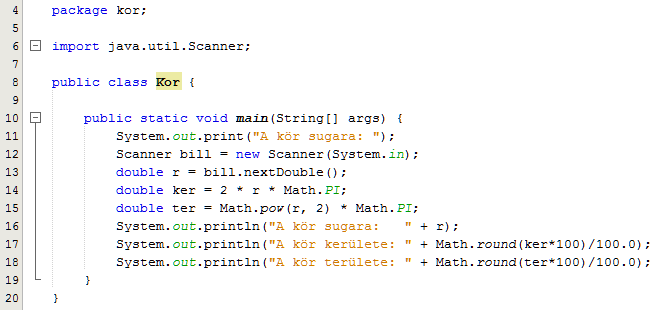 4 package kor;
5
6 import java.util.Scanner;
7
8 public class Kor {
9
10 public static void main(String[] args) {
11 System.out.print("A kör sugara: ");
12 Scanner bill = new Scanner(System.in);
13 double r = bill.nextDouble();
14 double ker = 2 * r * Math.PI;
15 double ter = Math.pow(r, 2) * Math.PI;
16 System.out.println("A kör sugara:   " + r);
17 System.out.println("A kör kerülete: " + Math.round(ker*100)/100.0);
18 System.out.println("A kör területe: " + Math.round(ter*100)/100.0);
19 }
20 }